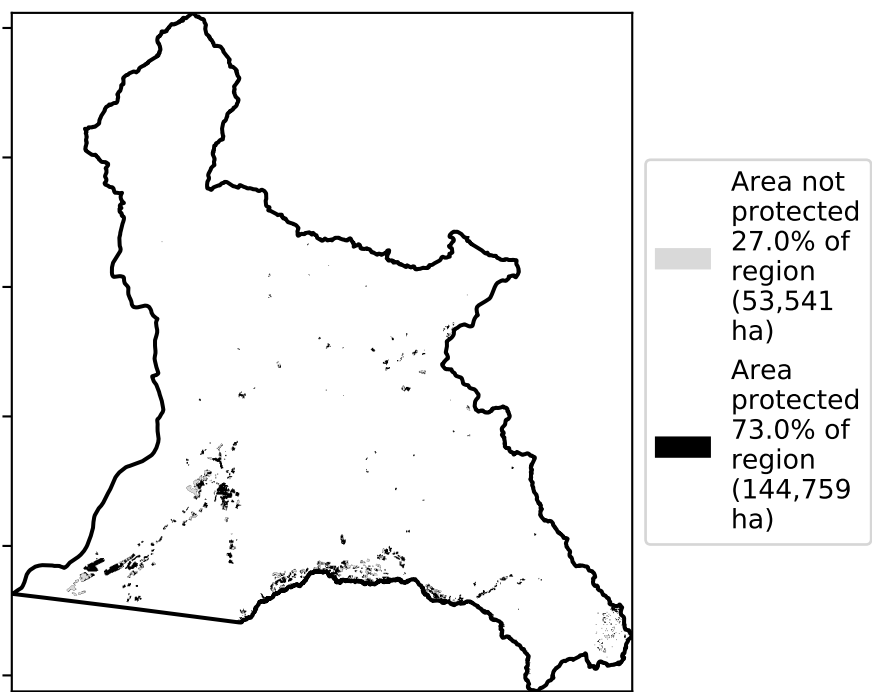 Area not
protected
27.0% of
region
(53,541
ha)
Area
protected
73.0% of
region
(144,759
ha)